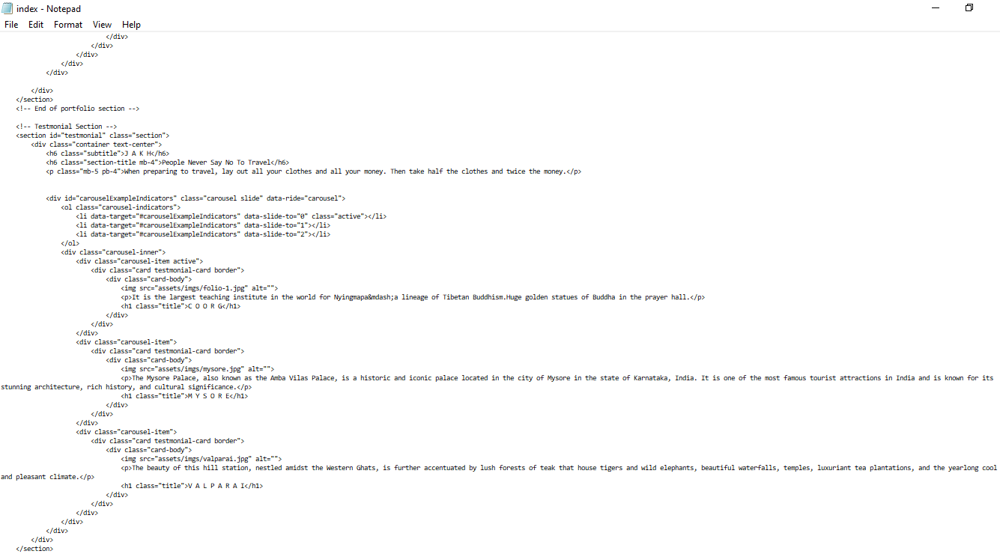 index - Notepad
File Edit Format View Help
</div>
</div>
</div>
</div>
</div>
</div>
</section>
<!-- End of portfolio section -->
<!-- Testmonial Section -->
<section id="testmonial" class="section">
<div class="container text-center">
<h6 class="subtitle">J A K H</h6>
<h6 class="section-title mb-4">People Never Say No To Travel</h6>
<p class="mb-5 pb-4">When preparing to travel, lay out all your clothes and all your money. Then take half the clothes and twice the money.</p>
<div id="carouselExampleIndicators" class="carousel slide" data-ride="carousel">
<ol class="carousel-indicators">
<li data-target="#carouselExampleIndicators" data-slide-to="0" class="active"></li>
<li data-target="#carouselExampleIndicators" data-slide-to="1"></li>
<li data-target="#carouselExampleIndicators" data-slide-to="2"></li>
</ol>
<div class="carousel-inner">
<div class="carousel-item active">
<div class="card testmonial-card border">
<div class="card-body">
<img src="assets/imgs/folio-1.jpg" alt="">
<p>It is the largest teaching institute in the world for Nyingmapa&mdash;a lineage of Tibetan Buddhism.Huge golden statues of Buddha in the prayer hall.</p>
<h1 class="title">C O O R G</h1>
</div>
</div>
</div>
<div class="carousel-item">
<div class="card testmonial-card border">
<div class="card-body">
<img src="assets/imgs/mysore.jpg" alt="">
<p>The Mysore Palace, also known as the Amba Vilas Palace, is a historic and iconic palace located in the city of Mysore in the state of Karnataka, India. It is one of the most famous tourist attractions in India and is known for its
stunning architecture, rich history, and cultural significance.</p>
<h1 class="title">M Y S O R E</h1>
</div>
</div>
</div>
<div class="carousel-item">
<div class="card testmonial-card border">
<div class="card-body">
<img src="assets/imgs/valparai.jpg" alt="">
<p>The beauty of this hill station, nestled amidst the Western Ghats, is further accentuated by lush forests of teak that house tigers and wild elephants, beautiful waterfalls, temples, luxuriant tea plantations, and the yearlong cool
and pleasant climate.</p>
<h1 class="title">V A L P A R A I</h1>
</div>
</div>
</div>
</div>
</div>
</div>
</section>